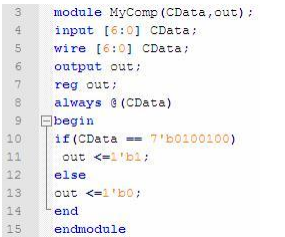 3 module MyComp(CData,out);
4 input [6:0] CData;
5 wire [6:0] CData;
6 output out;
7 reg out;
8 always @(CData)
9 begin
10 if(CData == 7'b0100100)
11 out <=1'b1;
12 else
13 out <=1'b0;
14 end
15 endmodule